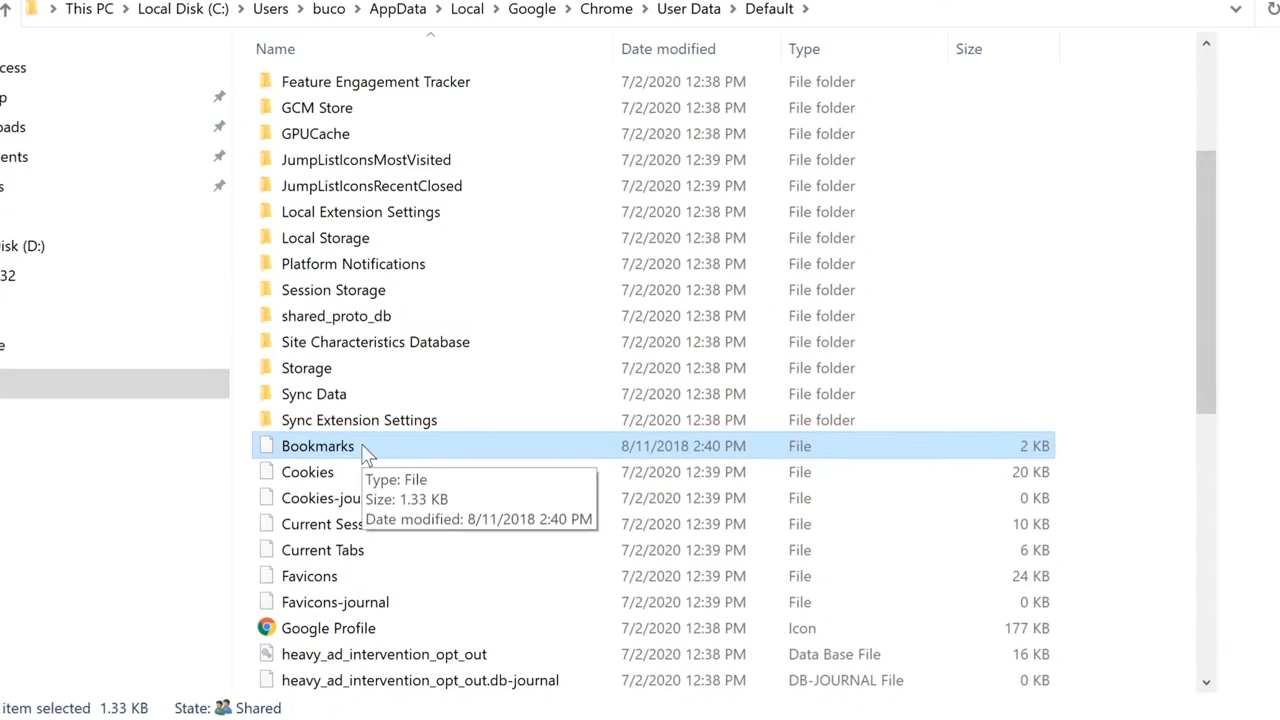 This PC > Local Disk (C:) > Users > buco > AppData > Local > Google > Chrome > User Data > Default >
Name Date modified Type Size
cess
p
oads
ents
s
isk (D:)
32
e
Feature Engagement Tracker 7/2/2020 12:38 PM File folder
GCM Store 7/2/2020 12:38 PM File folder
GPUCache 7/2/2020 12:38 PM File folder
JumpListIconsMostVisited 7/2/2020 12:39 PM File folder
JumpListIconsRecentClosed 7/2/2020 12:39 PM File folder
Local Extension Settings 7/2/2020 12:38 PM File folder
Local Storage 7/2/2020 12:38 PM File folder
Platform Notifications 7/2/2020 12:38 PM File folder
Session Storage 7/2/2020 12:38 PM File folder
shared_proto_db 7/2/2020 12:38 PM File folder
Site Characteristics Database 7/2/2020 12:38 PM File folder
Storage 7/2/2020 12:38 PM File folder
Sync Data 7/2/2020 12:38 PM File folder
Sync Extension Settings 7/2/2020 12:38 PM File folder
Bookmarks 8/11/2018 2:40 PM File 2 KB
Cookies 7/2/2020 12:39 PM File 20 KB
Cookies-jou 7/2/2020 12:39 PM File 0 KB
Current Sess 7/2/2020 12:39 PM File 10 KB
Type: File
Size: 1.33 KB
Date modified: 8/11/2018 2:40 PM
Current Tabs 7/2/2020 12:39 PM File 6 KB
Favicons 7/2/2020 12:39 PM File 24 KB
Favicons-journal 7/2/2020 12:39 PM File 0 KB
Google Profile 7/2/2020 12:38 PM Icon 177 KB
heavy_ad_intervention_opt_out 7/2/2020 12:38 PM Data Base File 16 KB
heavy_ad_intervention_opt_out.db-journal 7/2/2020 12:38 PM DB-JOURNAL File 0 KB
item selected 1.33 KB State: Shared